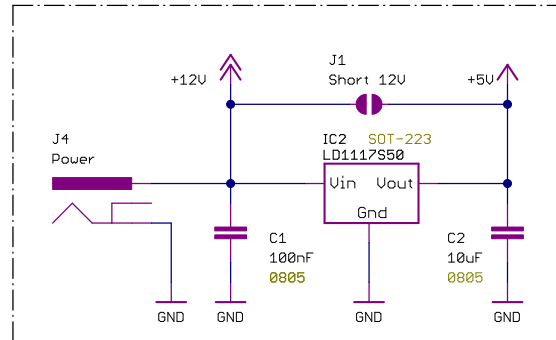 J1
+12V
Short 12V
+5V
J4
Power
IC2 SOT-223
LD1117S50
Vin Vout
Gnd
C1
100nF
0805
C2
10uF
0805
GND
GND
GND
GND